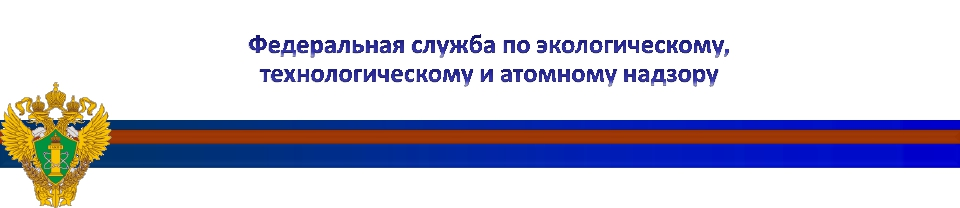 Федеральная служба по экологическому,
технологическому и атомному надзору